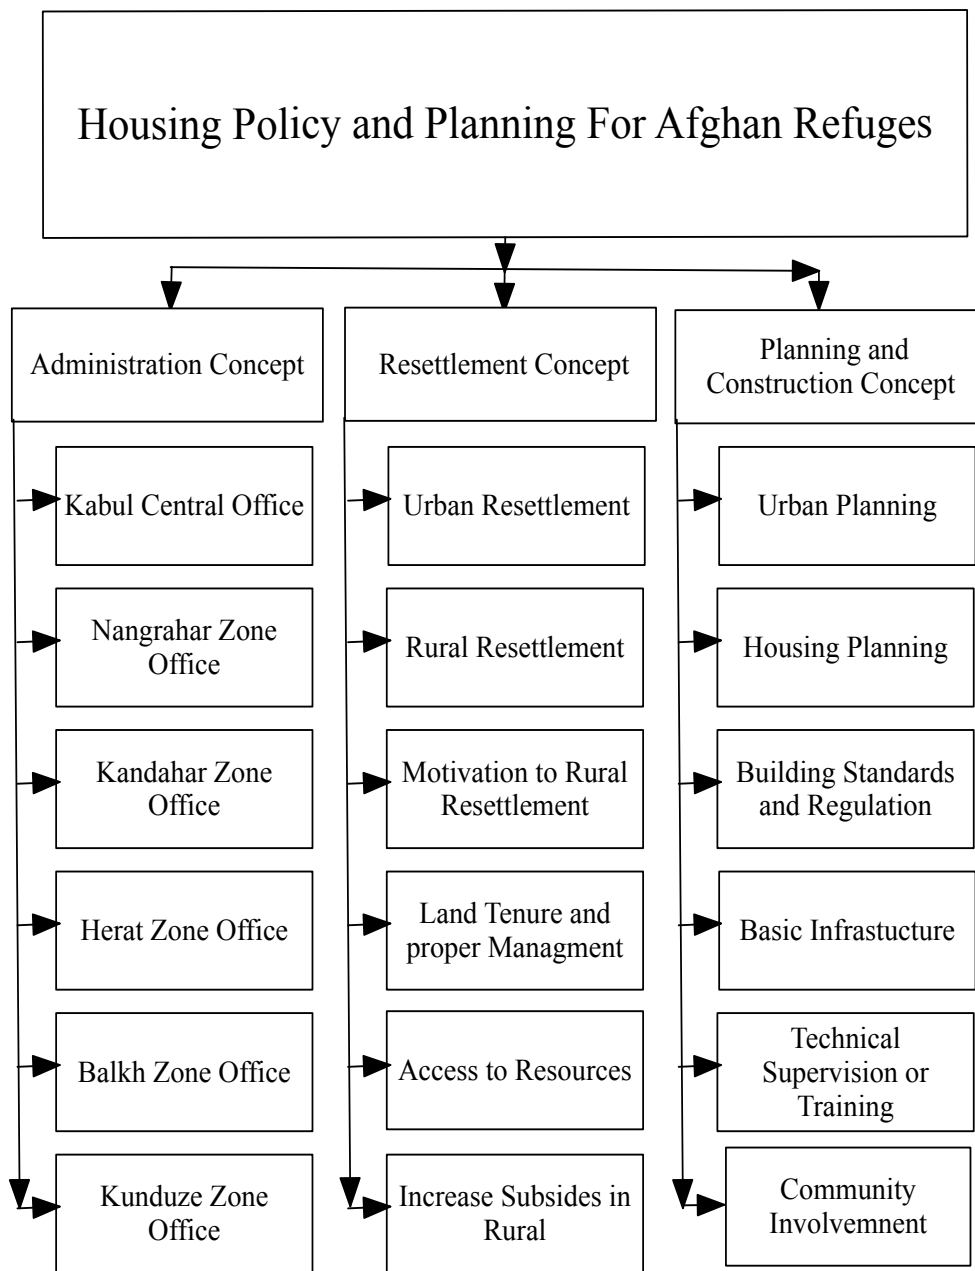 Housing Policy and Planning For Afghan Refuges
Administration Concept
Kabul Central Office
Nangrahar Zone
Office
Kandahar Zone
Office
Herat Zone Office
Balkh Zone Office
Kunduze Zone
Office
Resettlement Concept
Urban Resettlement
Rural Resettlement
Motivation to Rural
Resettlement
Land Tenure and
proper Managment
Access to Resources
Increase Subsides in
Rural
Planning and
Construction Concept
Urban Planning
Housing Planning
Building Standards
and Regulation
Basic Infrastucture
Technical
Supervision or
Training
Community
Involvemnent